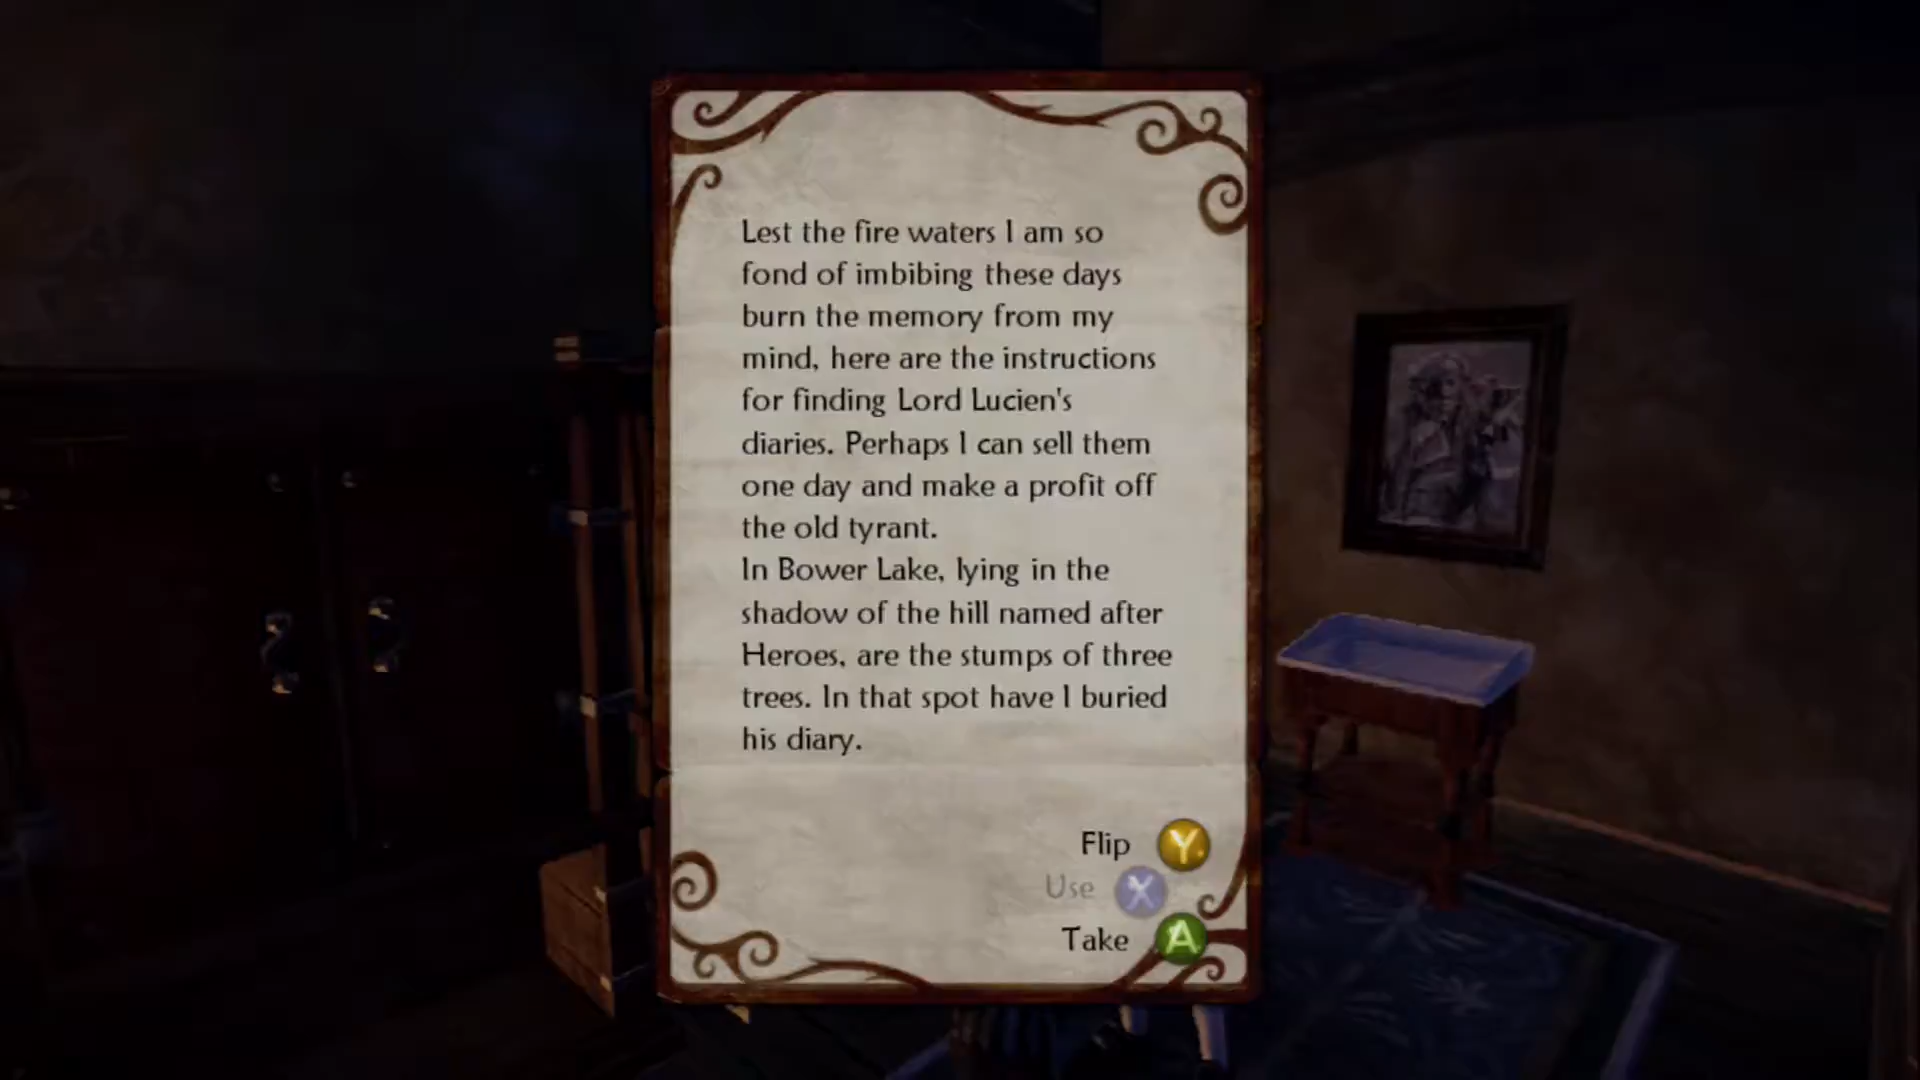 Lest the fire waters I am so
fond of imbibing these days
burn the memory from my
mind, here are the instructions
for finding Lord Lucien's
diaries. Perhaps I can sell them
one day and make a profit off
the old tyrant.
In Bower Lake, lying in the
shadow of the hill named after
Heroes, are the stumps of three
trees. In that spot have I buried
his diary.
Flip Y
Use X
Take A